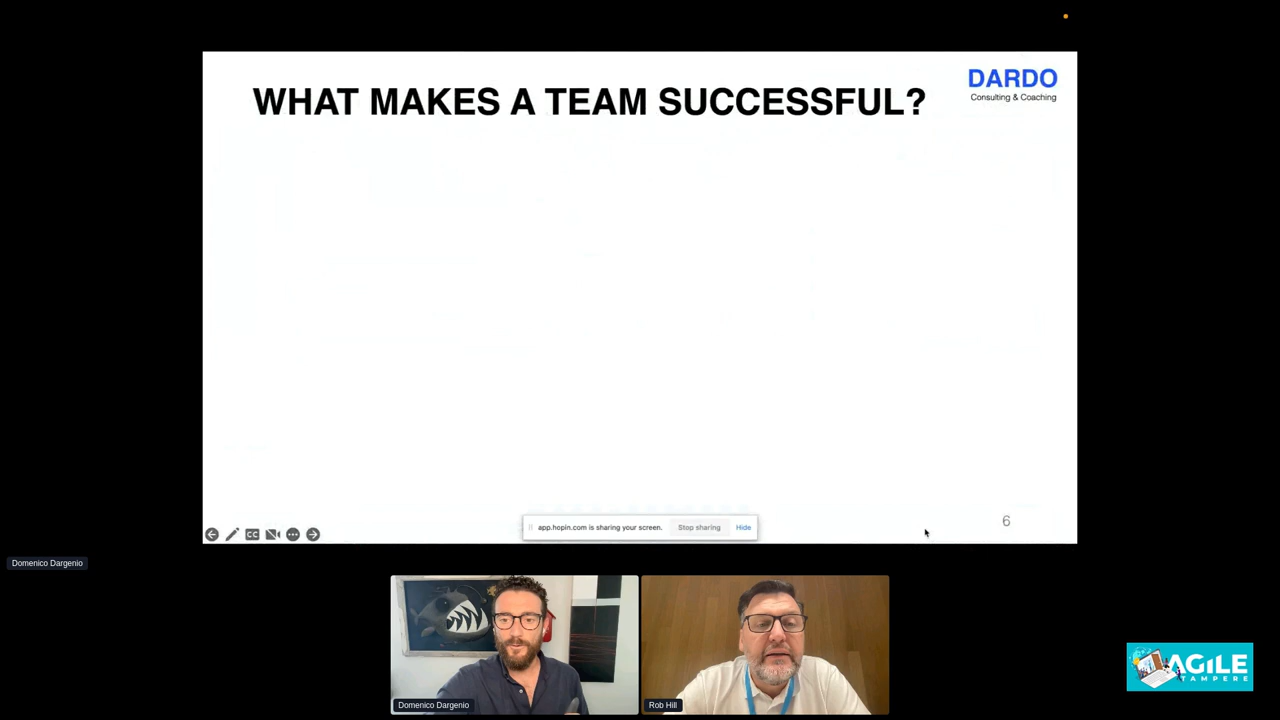 DARDO
Consulting & Coaching
WHAT MAKES A TEAM SUCCESSFUL?
app.hopin.com is sharing your screen. Stop sharing Hide
6
CC
Domenico Dargenio
Domenico Dargenio
Rob Hill
AGILE
TAMPERE